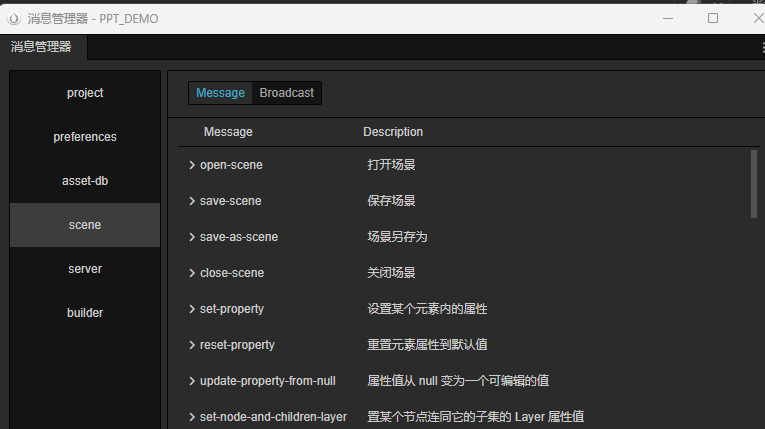 消息管理器 - PPT_DEMO
消息管理器
project
preferences
asset-db
scene
server
builder
Message Broadcast
Message Description
open-scene 打开场景
save-scene 保存场景
save-as-scene 场景另存为
close-scene 关闭场景
set-property 设置某个元素内的属性
reset-property 重置元素属性到默认值
update-property-from-null 属性值从 null 变为一个可编辑的值
set-node-and-children-layer 置某个节点连同它的子集的 Layer 属性值